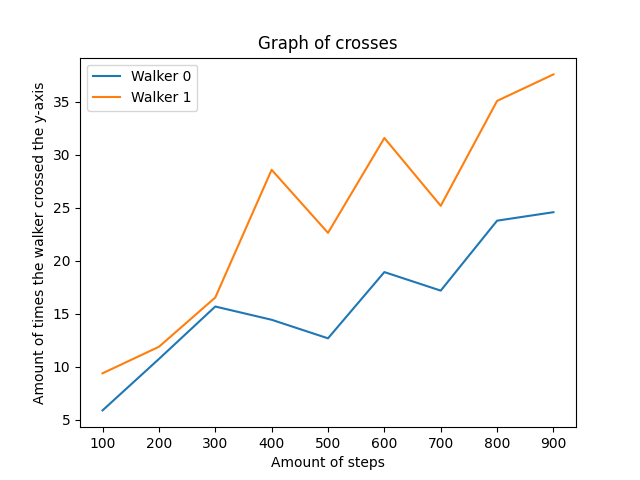 Graph of crosses
Walker 0
Walker 1
Amount of times the walker crossed the y-axis
35
30
25
20
15
10
5
100 200 300 400 500 600 700 800 900
Amount of steps